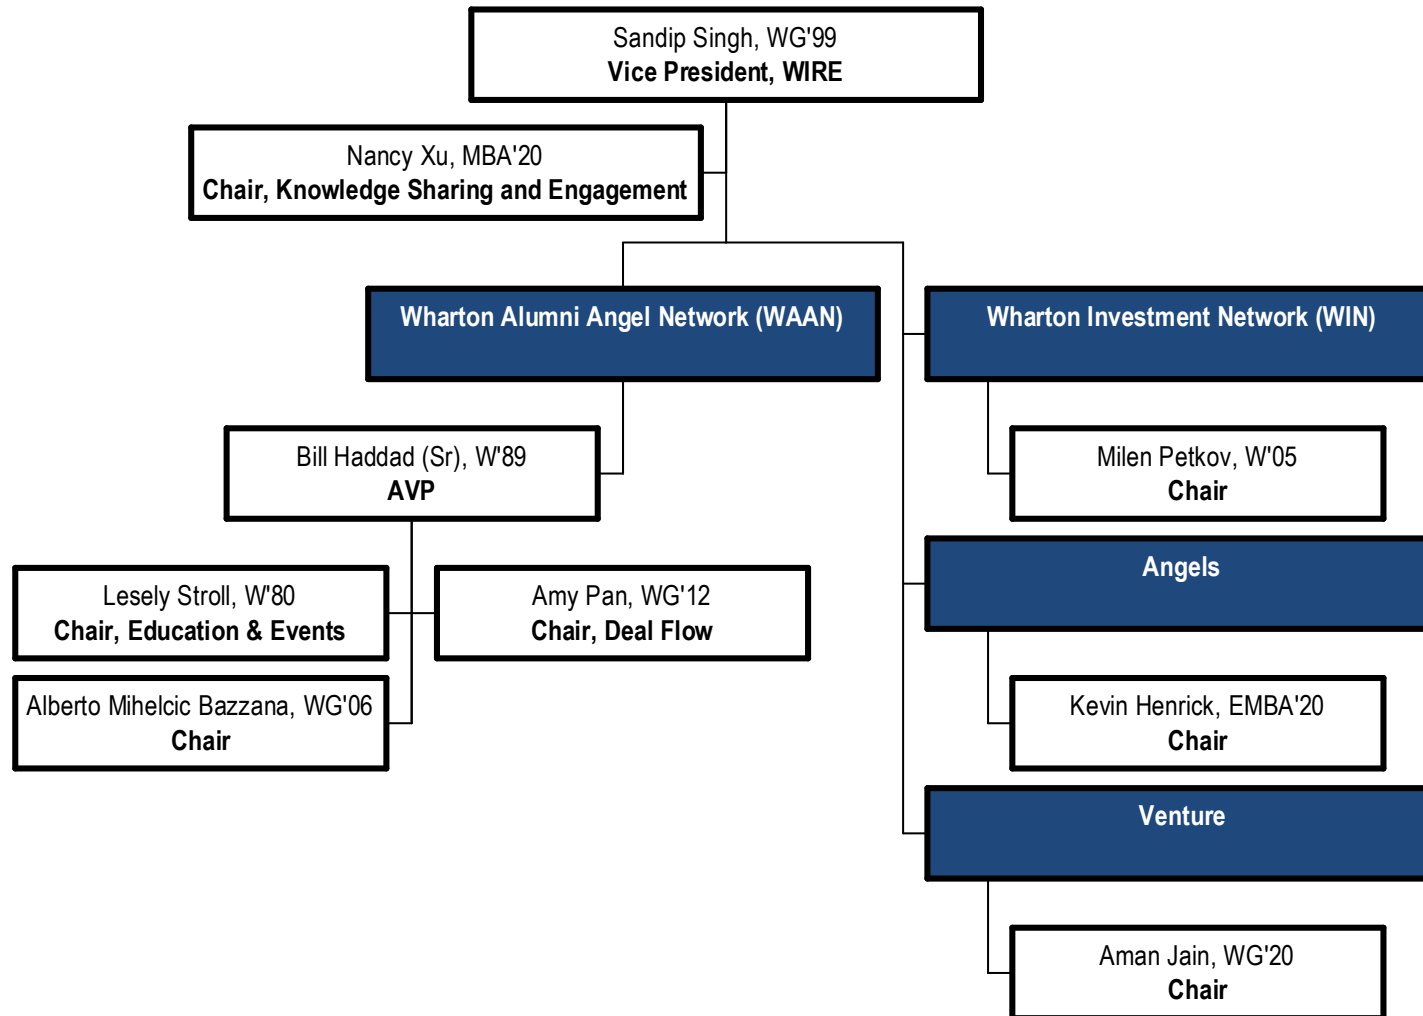 Sandip Singh, WG'99
Vice President, WIRE
Nancy Xu, MBA'20
Chair, Knowledge Sharing and Engagement
Wharton Alumni Angel Network (WAAN)
Bill Haddad (Sr), W'89
AVP
Lesely Stroll, W'80
Chair, Education & Events
Amy Pan, WG'12
Chair, Deal Flow
Alberto Mihelcic Bazzana, WG'06
Chair
Wharton Investment Network (WIN)
Milen Petkov, W'05
Chair
Angels
Kevin Henrick, EMBA'20
Chair
Venture
Aman Jain, WG'20
Chair